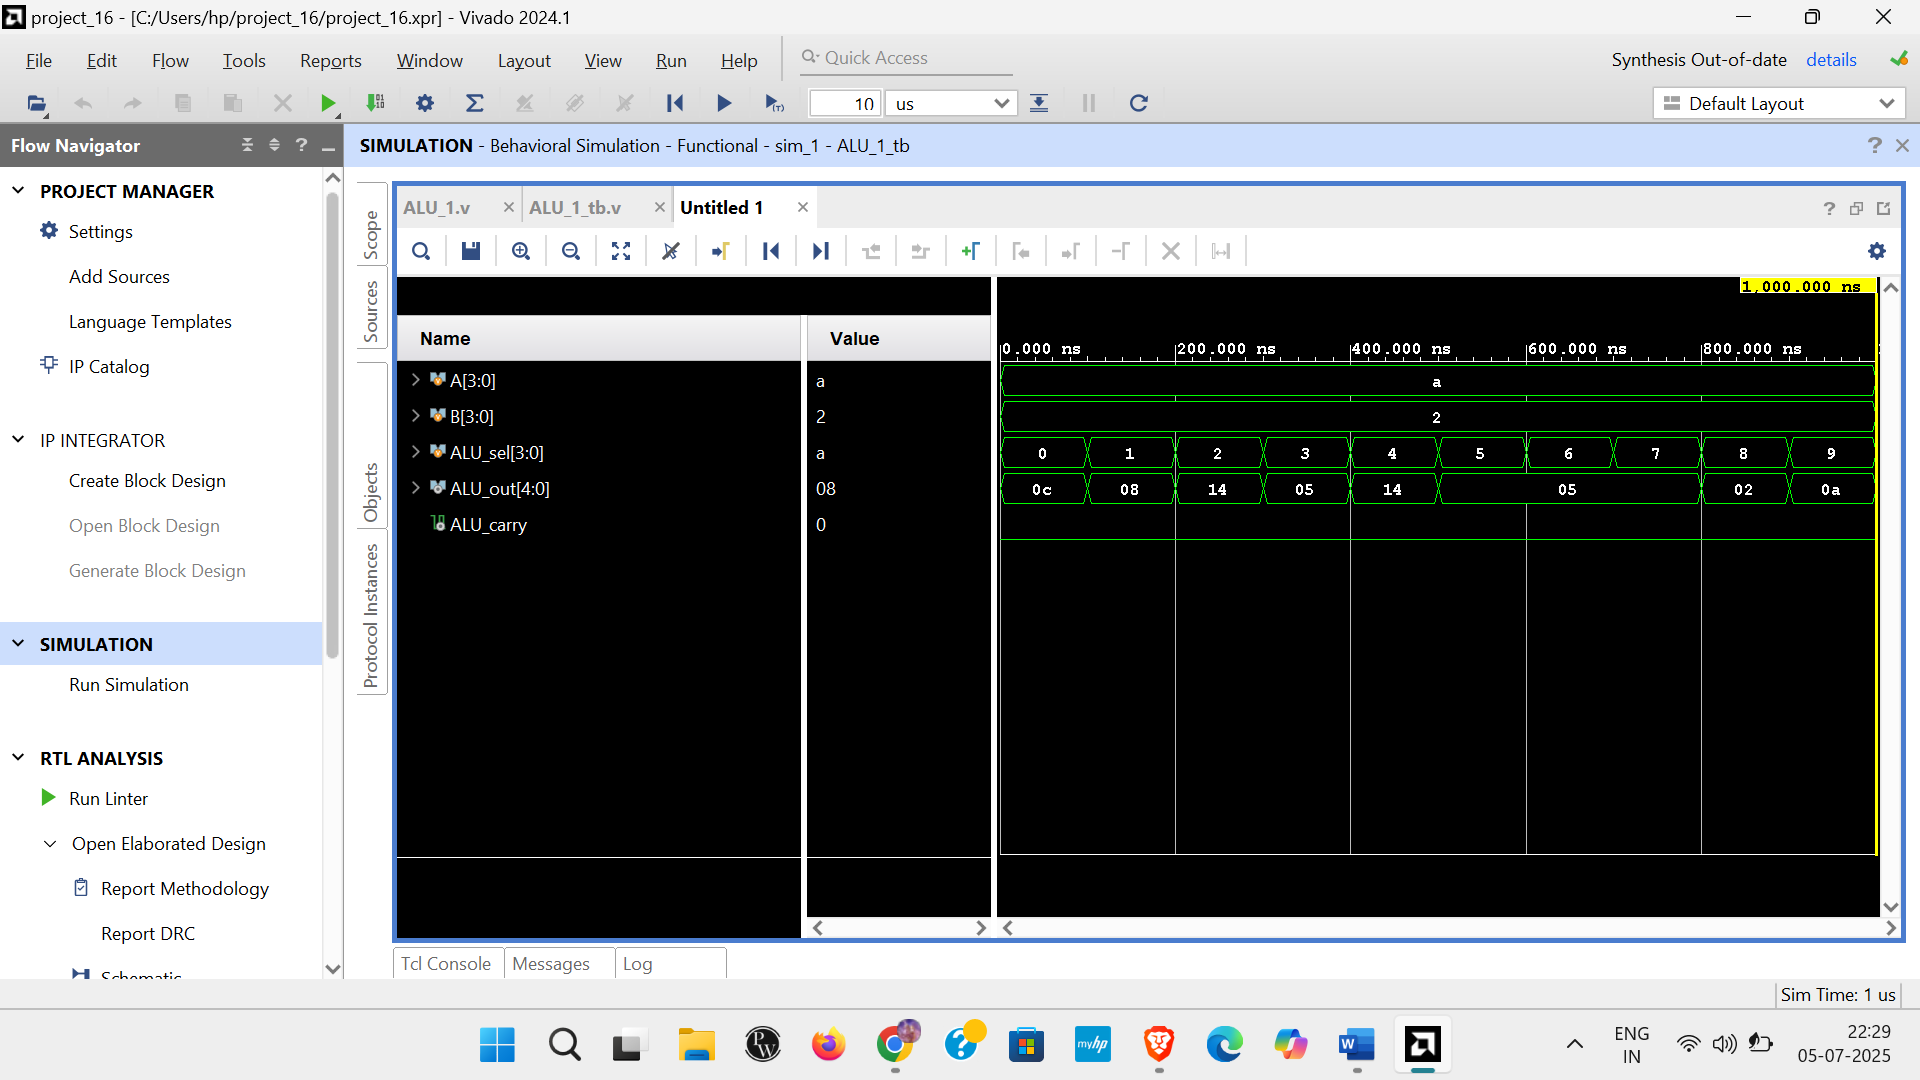 project_16 - [C:/Users/hp/project_16/project_16.xpr] - Vivado 2024.1
File Edit Flow Tools Reports Window Layout View Run Help Quick Access
Synthesis Out-of-date details
10 us
Default Layout
Flow Navigator
SIMULATION - Behavioral Simulation - Functional - sim_1 - ALU_1_tb
PROJECT MANAGER
Settings
Add Sources
Language Templates
IP Catalog
IP INTEGRATOR
Create Block Design
Open Block Design
Generate Block Design
SIMULATION
Run Simulation
RTL ANALYSIS
Run Linter
Open Elaborated Design
Report Methodology
Report DRC
Schematic
Scope
Sources
Objects
Protocol Instances
ALU_1.v ALU_1_tb.v Untitled 1
1,000.000 ns
Name Value
0.000 ns 200.000 ns 400.000 ns 600.000 ns 800.000 ns
A[3:0] a a
B[3:0] 2 2
ALU_sel[3:0] a 0 1 2 3 4 5 6 7 8 9
ALU_out[4:0] 08 0c 08 14 05 14 05 02 0a
ALU_carry 0
Tcl Console Messages Log
Sim Time: 1 us
ENG
IN
22:29
05-07-2025
myhp
W
PW